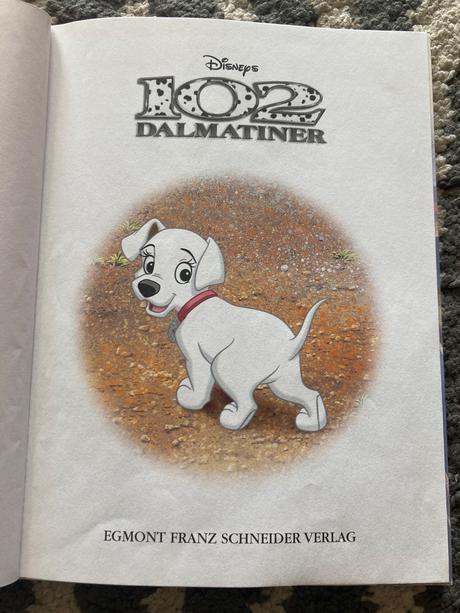 Disney's
102
DALMATINER
EGMONT FRANZ SCHNEIDER VERLAG